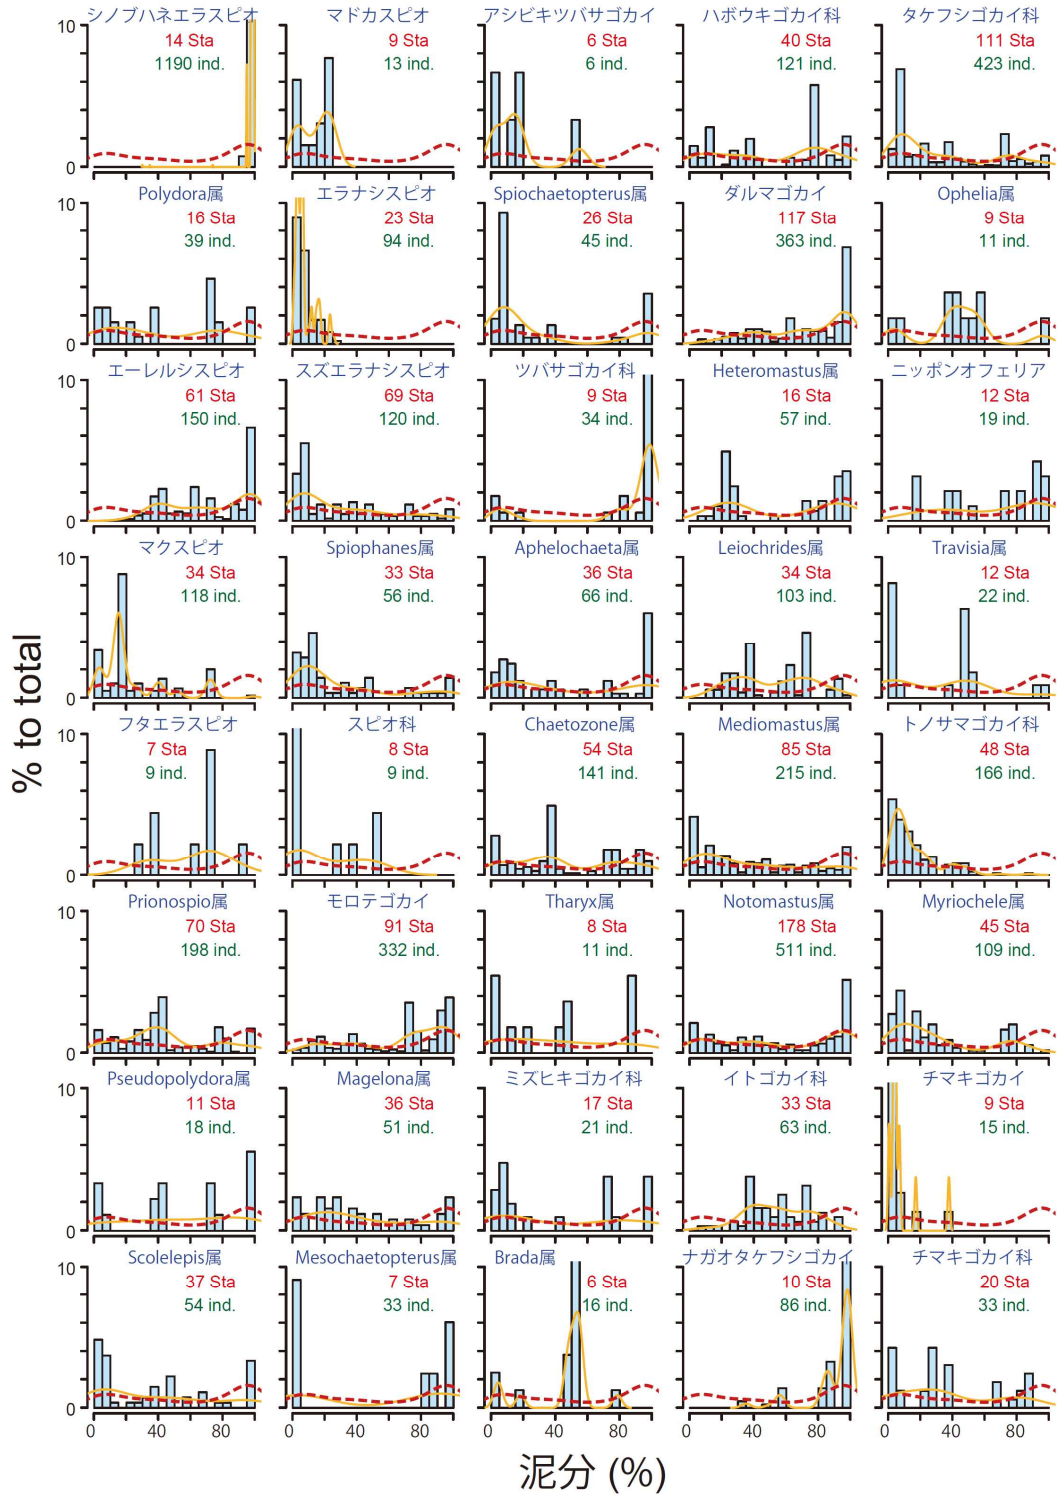 シノブハネエラスピオ
14 Sta
1190 ind.
マドカスピオ
9 Sta
13 ind.
アシビキツバサゴカイ
6 Sta
6 ind.
ハボウキゴカイ科
40 Sta
121 ind.
タケフシゴカイ科
111 Sta
423 ind.
10
0
Polydora属
16 Sta
39 ind.
エラナシスピオ
23 Sta
94 ind.
Spiochaetopterus属
26 Sta
45 ind.
ダルマゴカイ
117 Sta
363 ind.
Ophelia属
9 Sta
11 ind.
10
0
エーレルシスピオ
61 Sta
150 ind.
スズエラナシスピオ
69 Sta
120 ind.
ツバサゴカイ科
9 Sta
34 ind.
Heteromastus属
16 Sta
57 ind.
ニッポンオフェリア
12 Sta
19 ind.
10
0
マクスピオ
34 Sta
118 ind.
Spiophanes属
33 Sta
56 ind.
Aphelochaeta属
36 Sta
66 ind.
Leiochrides属
34 Sta
103 ind.
Travisia属
12 Sta
22 ind.
10
0
% to total
フタエラスピオ
7 Sta
9 ind.
スピオ科
8 Sta
9 ind.
Chaetozone属
54 Sta
141 ind.
Mediomastus属
85 Sta
215 ind.
トノサマゴカイ科
48 Sta
166 ind.
10
0
Prionospio属
70 Sta
198 ind.
モロテゴカイ
91 Sta
332 ind.
Tharyx属
8 Sta
11 ind.
Notomastus属
178 Sta
511 ind.
Myriochele属
45 Sta
109 ind.
10
0
Pseudopolydora属
11 Sta
18 ind.
Magelona属
36 Sta
51 ind.
ミズヒキゴカイ科
17 Sta
21 ind.
イトゴカイ科
33 Sta
63 ind.
チマキゴカイ
9 Sta
15 ind.
10
0
Scolelepis属
37 Sta
54 ind.
Mesochaetopterus属
7 Sta
33 ind.
Brada属
6 Sta
16 ind.
ナガオタケフシゴカイ
10 Sta
86 ind.
チマキゴカイ科
20 Sta
33 ind.
10
0
0 40 80 0 40 80 0 40 80 0 40 80 0 40 80
泥分 (%)